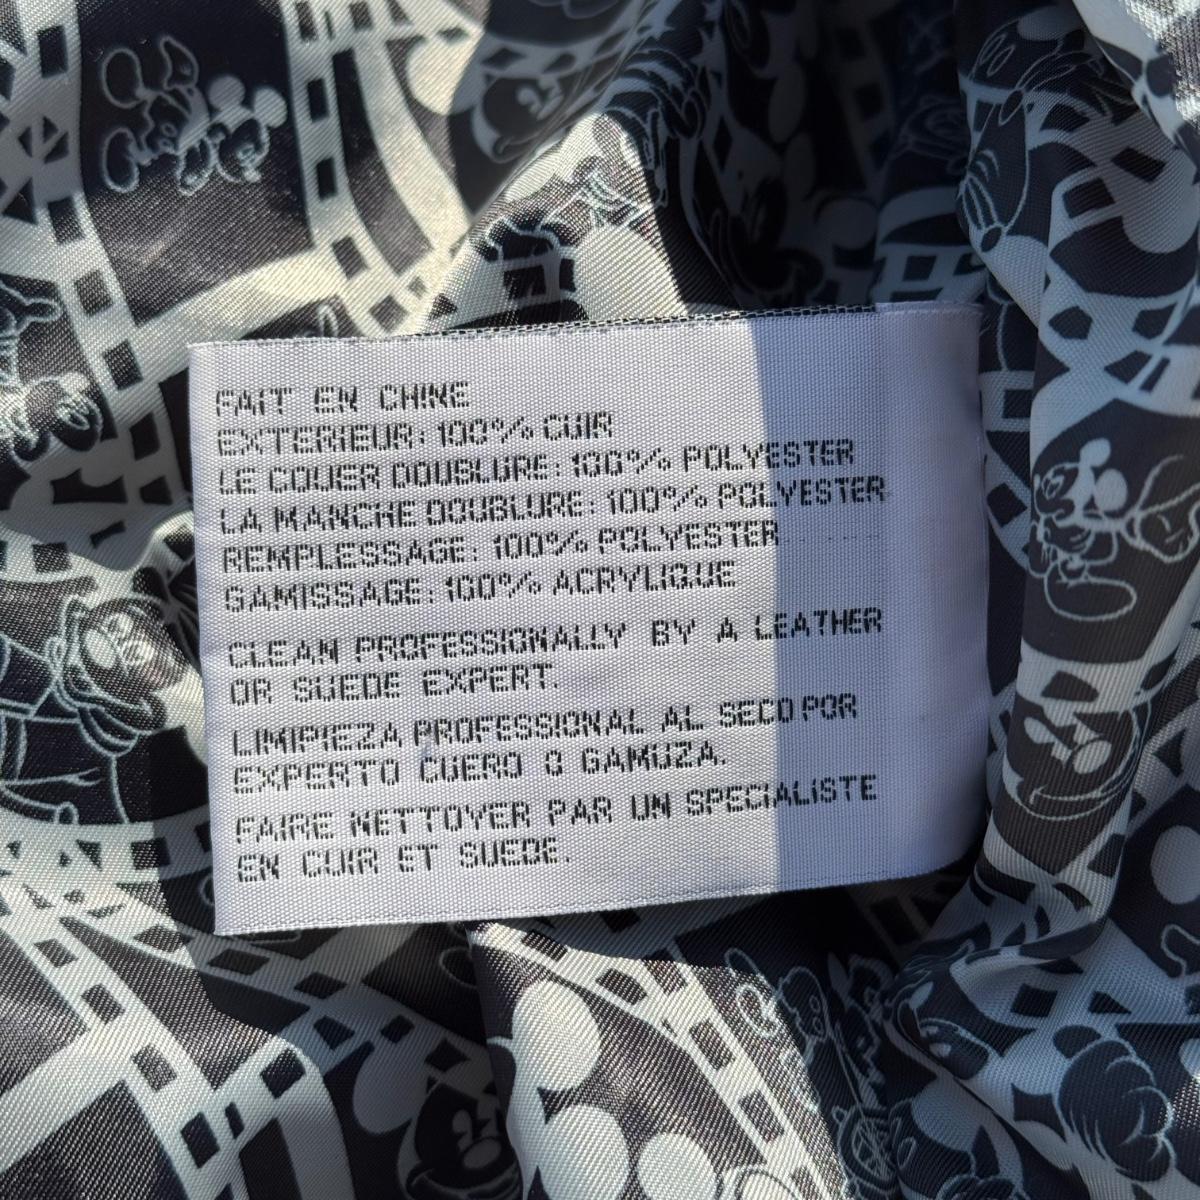 FAIT EN CHINE
EXTERIEUR: 100% CUIR
LE COUER DOUBLURE: 100% POLYESTER
LA MANCHE DOUBLURE: 100% POLYESTER
REMPLESSAGE: 100% POLYESTER
SAMISSAGE: 100% ACRYLIQUE
CLEAN PROFESSIONALLY BY A LEATHER
OR SUEDE EXPERT.
LIMPIEZA PROFESSIONAL AL SECO POR
EXPERTO CUERO O GAMUZA.
FAIRE NETTOYER PAR UN SPECIALISTE
EN CUIR ET SUEDE.